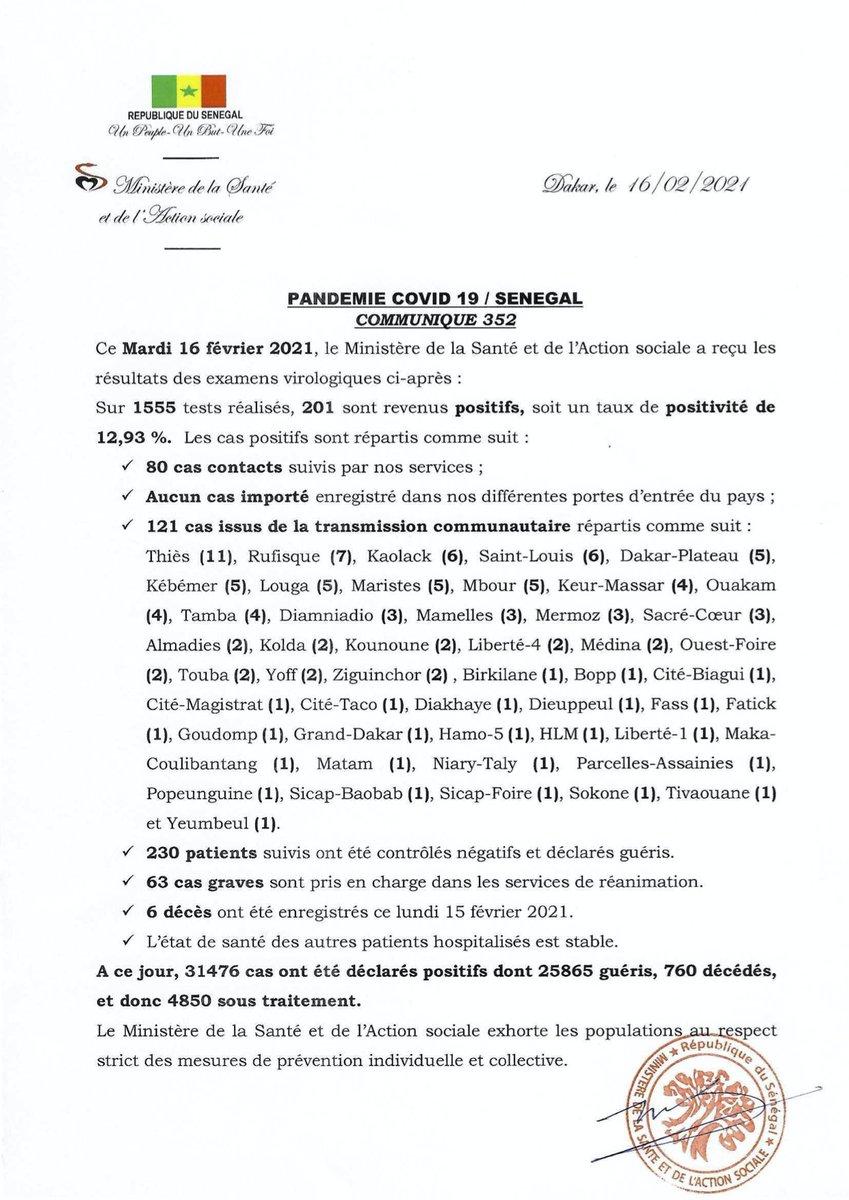 REPUBLIQUE DU SENEGAL
Un Peuple-Un But-Une Foi
Ministère de la Santé
et de l'Action sociale
Dakar, le 16/02/2021
PANDEMIE COVID 19 / SENEGAL
COMMUNIQUE 352
Ce Mardi 16 février 2021, le Ministère de la Santé et de l'Action sociale a reçu les
résultats des examens virologiques ci-après :
Sur 1555 tests réalisés, 201 sont revenus positifs, soit un taux de positivité de
12,93 %. Les cas positifs sont répartis comme suit :
✓ 80 cas contacts suivis par nos services ;
✓ Aucun cas importé enregistré dans nos différentes portes d'entrée du pays ;
✓ 121 cas issus de la transmission communautaire répartis comme suit :
Thiès (11), Rufisque (7), Kaolack (6), Saint-Louis (6), Dakar-Plateau (5),
Kébémer (5), Louga (5), Maristes (5), Mbour (5), Keur-Massar (4), Ouakam
(4), Tamba (4), Diamniadio (3), Mamelles (3), Mermoz (3), Sacré-Cœur (3),
Almadies (2), Kolda (2), Kounoune (2), Liberté-4 (2), Médina (2), Ouest-Foire
(2), Touba (2), Yoff (2), Ziguinchor (2) , Birkilane (1), Bopp (1), Cité-Biagui (1),
Cité-Magistrat (1), Cité-Taco (1), Diakhaye (1), Dieuppeul (1), Fass (1), Fatick
(1), Goudomp (1), Grand-Dakar (1), Hamo-5 (1), HLM (1), Liberté-1 (1), Maka-
Coulibantang (1), Matam (1), Niary-Taly (1), Parcelles-Assainies (1),
Popeunguine (1), Sicap-Baobab (1), Sicap-Foire (1), Sokone (1), Tivaouane (1)
et Yeumbeul (1).
✓ 230 patients suivis ont été contrôlés négatifs et déclarés guéris.
✓ 63 cas graves sont pris en charge dans les services de réanimation.
✓ 6 décès ont été enregistrés ce lundi 15 février 2021.
✓ L'état de santé des autres patients hospitalisés est stable.
A ce jour, 31476 cas ont été déclarés positifs dont 25865 guéris, 760 décédés,
et donc 4850 sous traitement.
Le Ministère de la Santé et de l'Action sociale exhorte les populations au respect
strict des mesures de prévention individuelle et collective.
★ République du Sénégal ★
MINISTERE DE LA SANTE ET DE L'ACTION SOCIALE